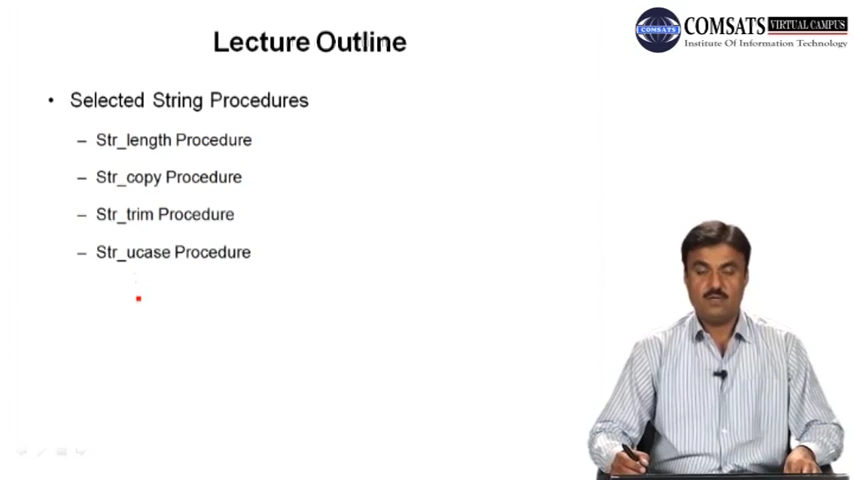 Lecture Outline
COMSATS VIRTUAL CAMPUS
COMSATS
Institute Of Information Technology
• Selected String Procedures
– Str_length Procedure
– Str_copy Procedure
– Str_trim Procedure
– Str_ucase Procedure